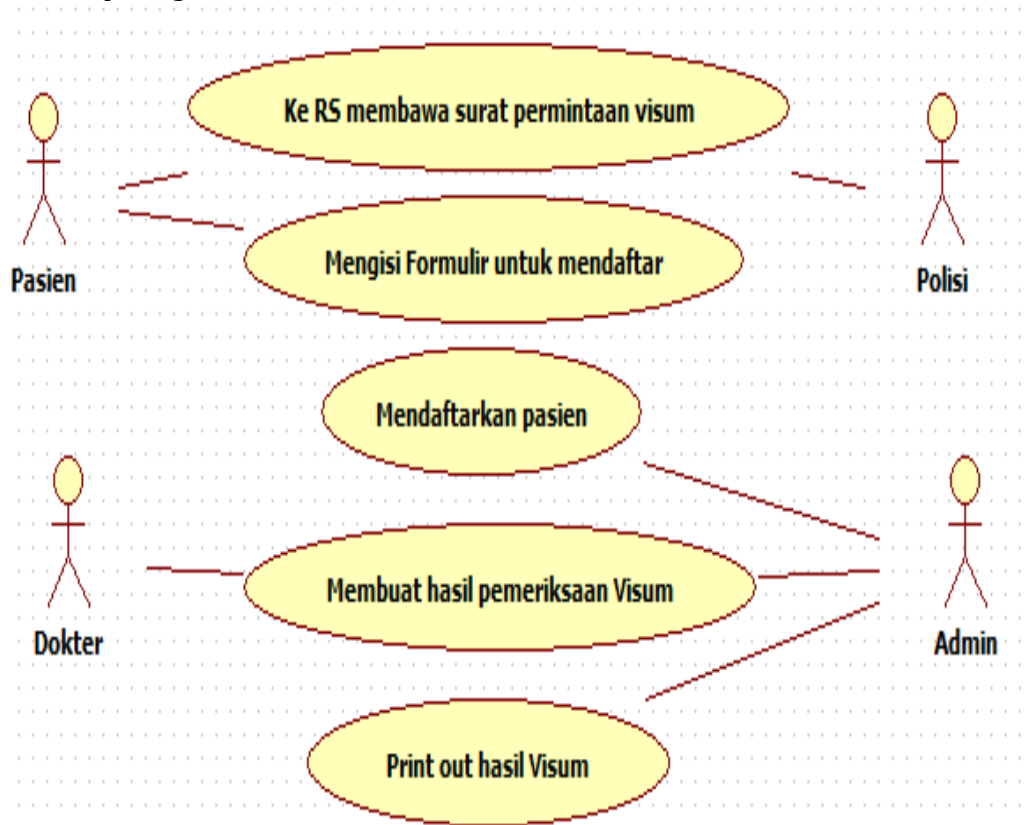 Ke RS membawa surat permintaan visum
Pasien
Mengisi Formulir untuk mendaftar
Polisi
Mendaftarkan pasien
Dokter
Membuat hasil pemeriksaan Visum
Admin
Print out hasil Visum